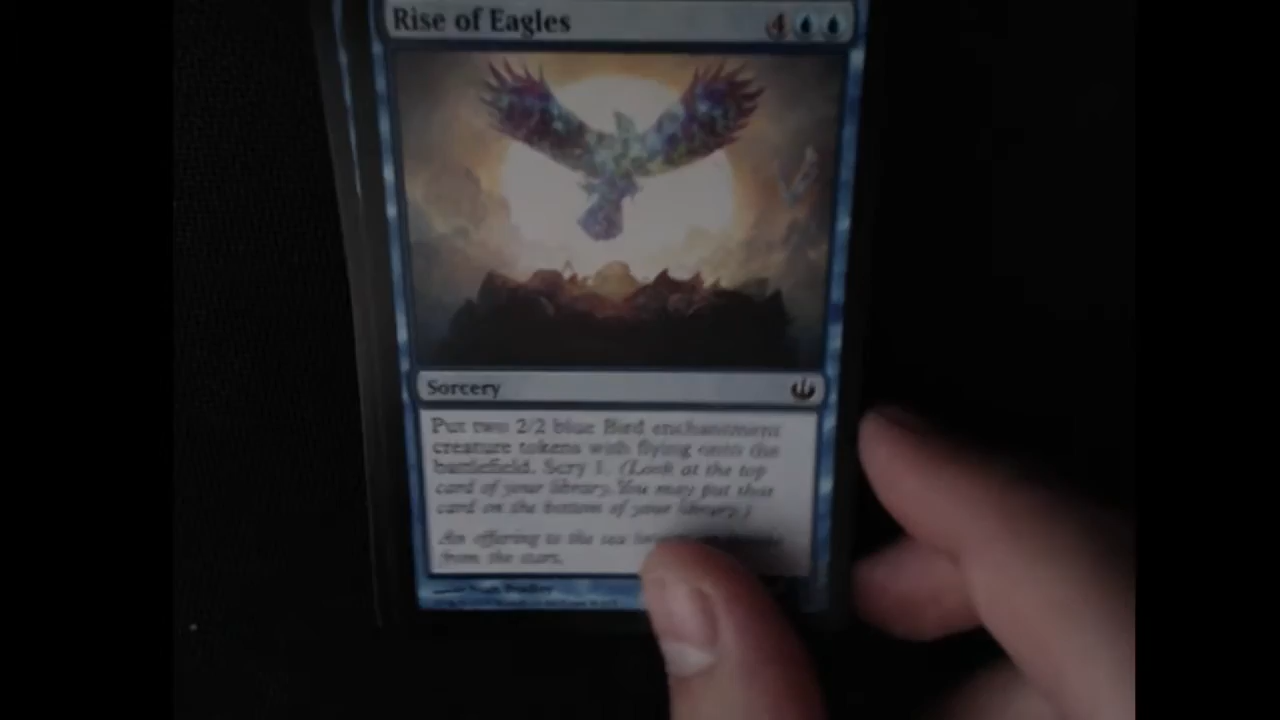 Rise of Eagles 4
Sorcery
Put two 2/2 blue Bird enchantment
creature tokens with flying onto the
battlefield. Scry 1. (Look at the top
card of your library. You may put that
card on the bottom of your library.)
An offering to the sea
from the stars.